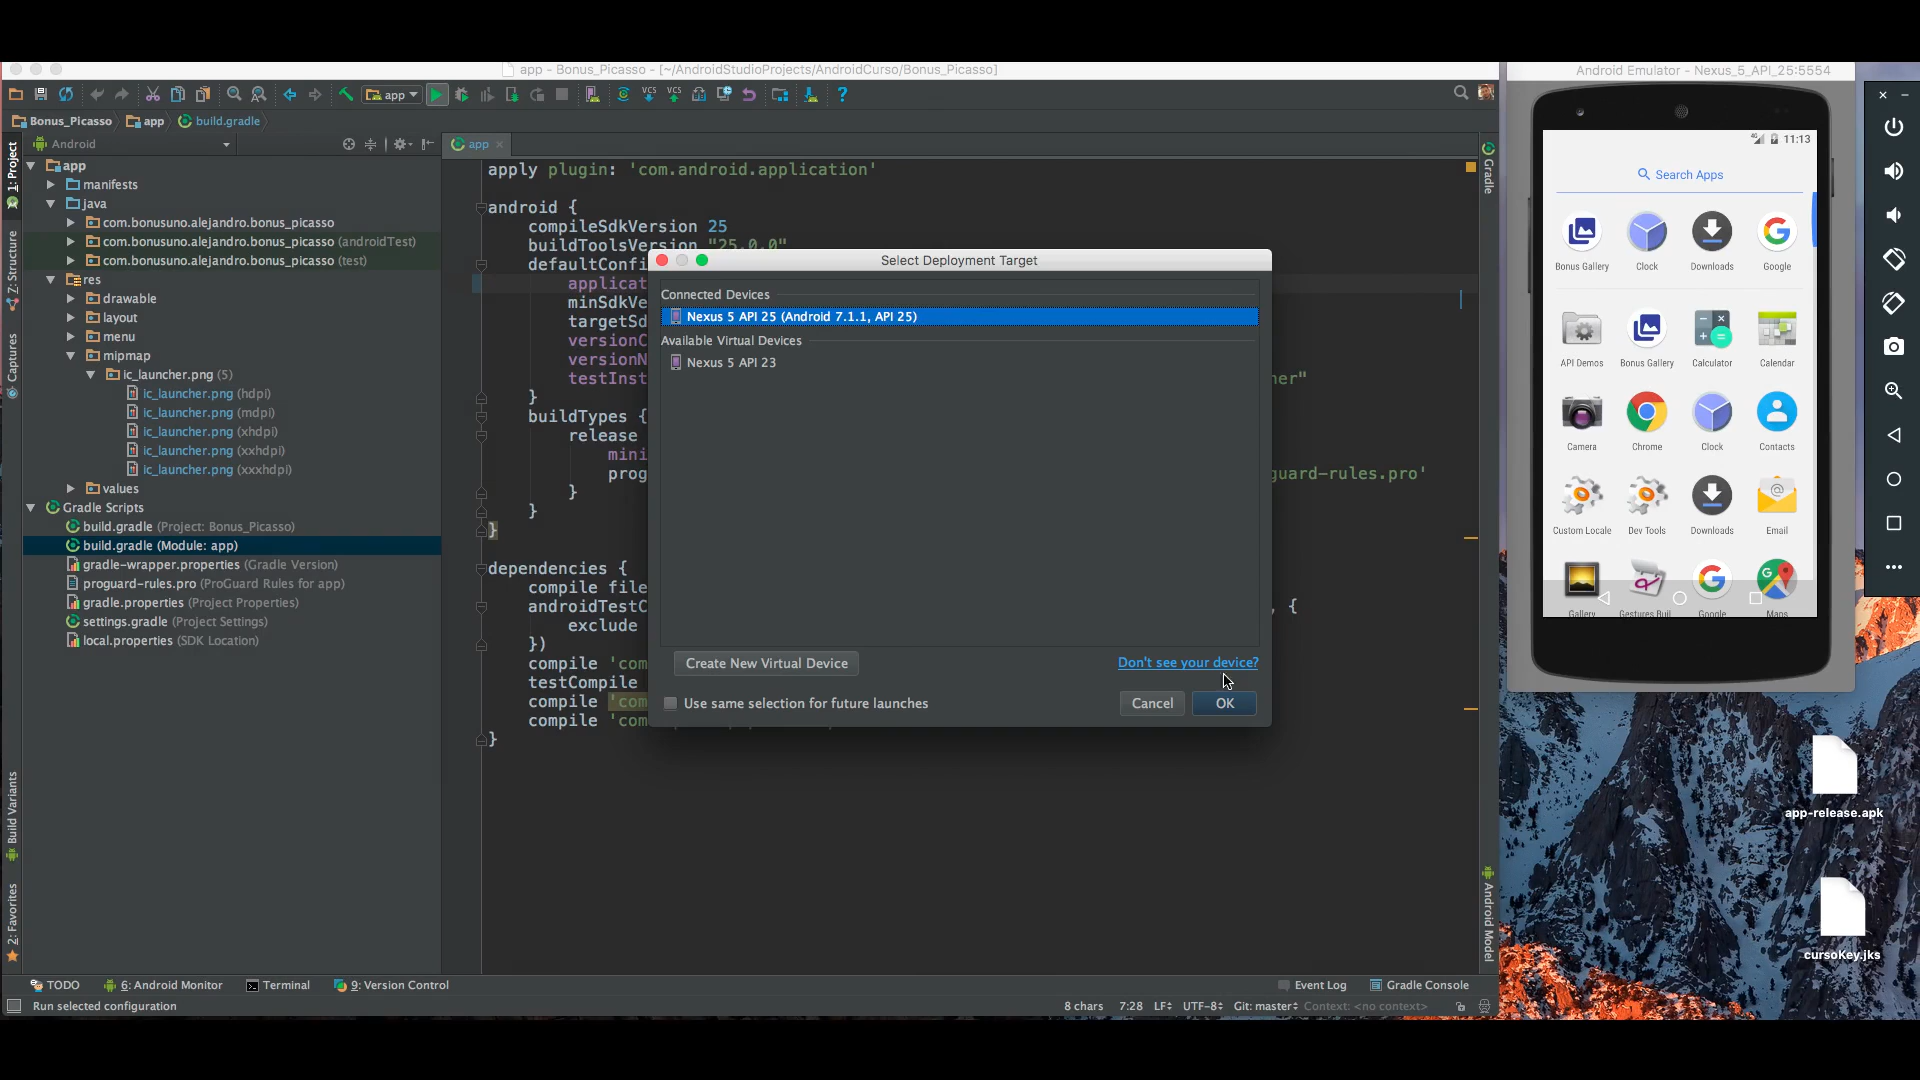 app - Bonus_Picasso - [~/AndroidStudioProjects/AndroidCurso/Bonus_Picasso]
app
VCS VCS
?
Bonus_Picasso app build.gradle
Android
app
1: Project
Z: Structure
Captures
Build Variants
2: Favorites
app
manifests
java
com.bonusuno.alejandro.bonus_picasso
com.bonusuno.alejandro.bonus_picasso (androidTest)
com.bonusuno.alejandro.bonus_picasso (test)
res
drawable
layout
menu
mipmap
ic_launcher.png (5)
ic_launcher.png (hdpi)
ic_launcher.png (mdpi)
ic_launcher.png (xhdpi)
ic_launcher.png (xxhdpi)
ic_launcher.png (xxxhdpi)
values
Gradle Scripts
build.gradle (Project: Bonus_Picasso)
build.gradle (Module: app)
gradle-wrapper.properties (Gradle Version)
proguard-rules.pro (ProGuard Rules for app)
gradle.properties (Project Properties)
settings.gradle (Project Settings)
local.properties (SDK Location)
apply plugin: 'com.android.application'
android {
compileSdkVersion 25
buildToolsVersion "25.0.0"
defaultConfi
applicat
minSdkVe
targetSd
versionC
versionN
testInst ner"
}
buildTypes {
release
mini
prog guard-rules.pro'
}
}
}
dependencies {
compile file
androidTestC , {
exclude
})
compile 'com
testCompile
compile 'com
compile 'com
}
Select Deployment Target
Connected Devices
Nexus 5 API 25 (Android 7.1.1, API 25)
Available Virtual Devices
Nexus 5 API 23
Create New Virtual Device
Don't see your device?
Use same selection for future launches
Cancel
OK
Gradle
Android Model
TODO
6: Android Monitor
Terminal
9: Version Control
Event Log
Gradle Console
Run selected configuration
8 chars 7:28 LF UTF-8 Git: master Context: <no context>
Android Emulator - Nexus_5_API_25:5554
11:13
Search Apps
Bonus Gallery Clock Downloads Google
API Demos Bonus Gallery Calculator Calendar
Camera Chrome Clock Contacts
Custom Locale Dev Tools Downloads Email
Gallery Gestures Buil Google Maps
app-release.apk
cursoKey.jks